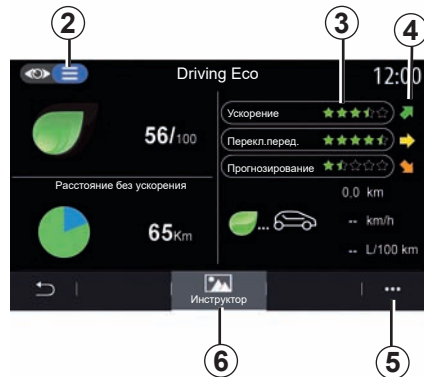 2
3
4
Driving Eco
12:00
56/100
Ускорение
Перекл.перед.
Прогнозирование
Расстояние без ускорения
65Km
0,0 km
-- km/h
-- L/100 km
...
Инструктор
6
5